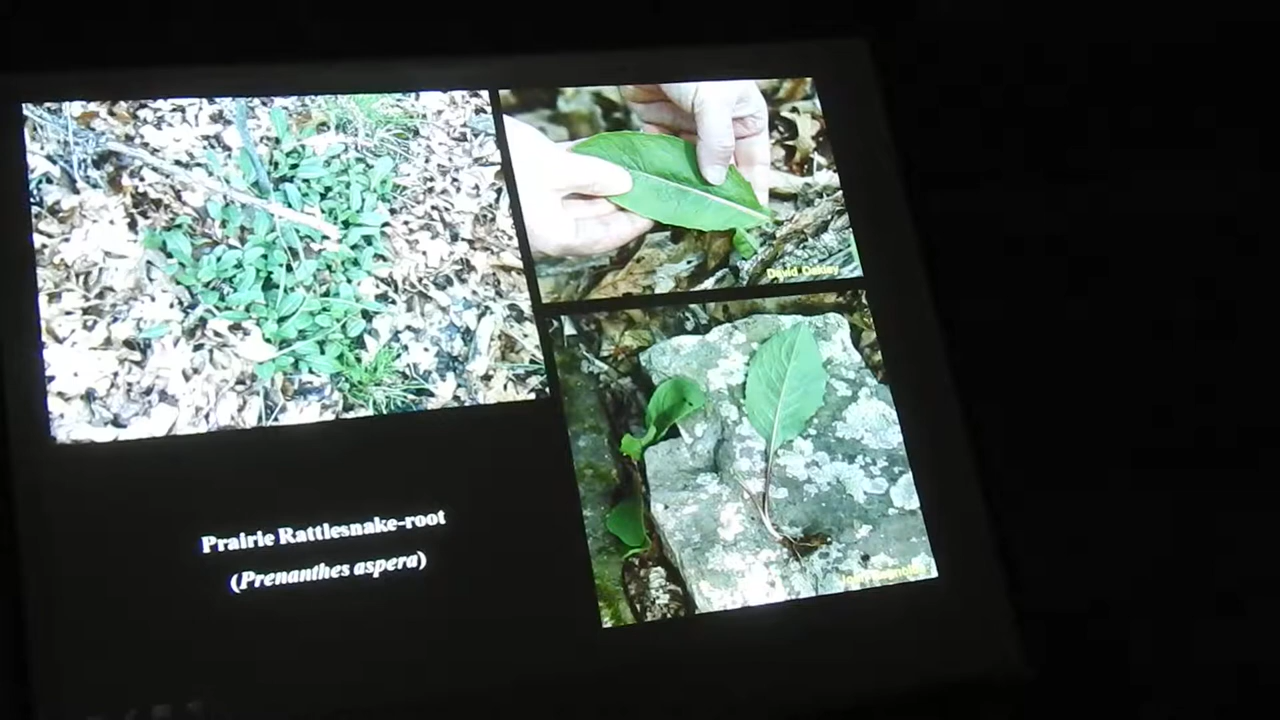 David Oakley
Prairie Rattlesnake-root
(Prenanthes aspera)